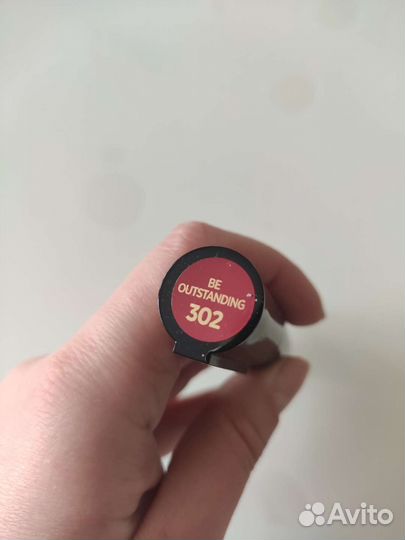 BE
OUTSTANDING
302
Avito